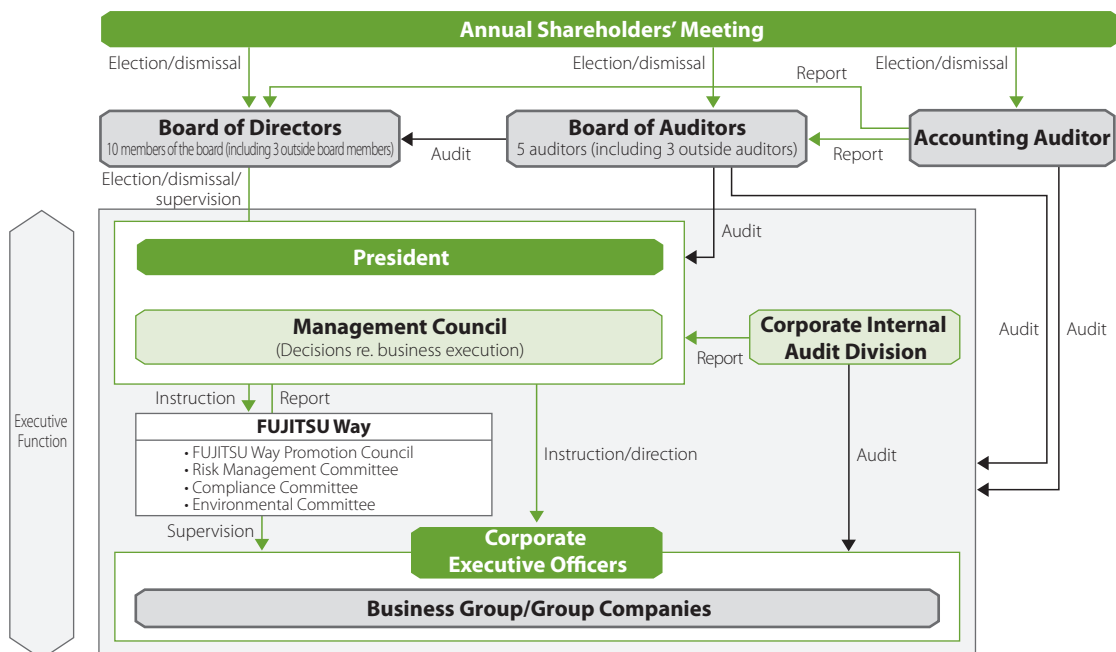 Annual Shareholders’ Meeting
Election/dismissal
Election/dismissal
Report
Election/dismissal
Board of Directors
10 members of the board (including 3 outside board members)
Audit
Board of Auditors
5 auditors (including 3 outside auditors)
Report
Accounting Auditor
Election/dismissal/
supervision
Audit
President
Management Council
(Decisions re. business execution)
Report
Corporate Internal
Audit Division
Audit
Audit
Executive
Function
Instruction
Report
FUJITSU Way
• FUJITSU Way Promotion Council
• Risk Management Committee
• Compliance Committee
• Environmental Committee
Instruction/direction
Audit
Supervision
Corporate
Executive Officers
Business Group/Group Companies